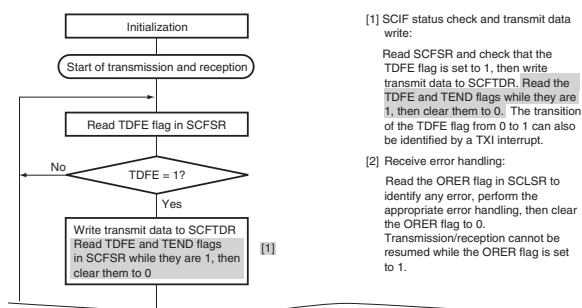 Initialization
Start of transmission and reception
Read TDFE flag in SCFSR
No
TDFE = 1?
Yes
Write transmit data to SCFTDR
Read TDFE and TEND flags
in SCFSR while they are 1, then
clear them to 0
[1]
[1] SCIF status check and transmit data
write:
Read SCFSR and check that the
TDFE flag is set to 1, then write
transmit data to SCFTDR. Read the
TDFE and TEND flags while they are
1, then clear them to 0. The transition
of the TDFE flag from 0 to 1 can also
be identified by a TXI interrupt.
[2] Receive error handling:
Read the ORER flag in SCLSR to
identify any error, perform the
appropriate error handling, then clear
the ORER flag to 0.
Transmission/reception cannot be
resumed while the ORER flag is set
to 1.